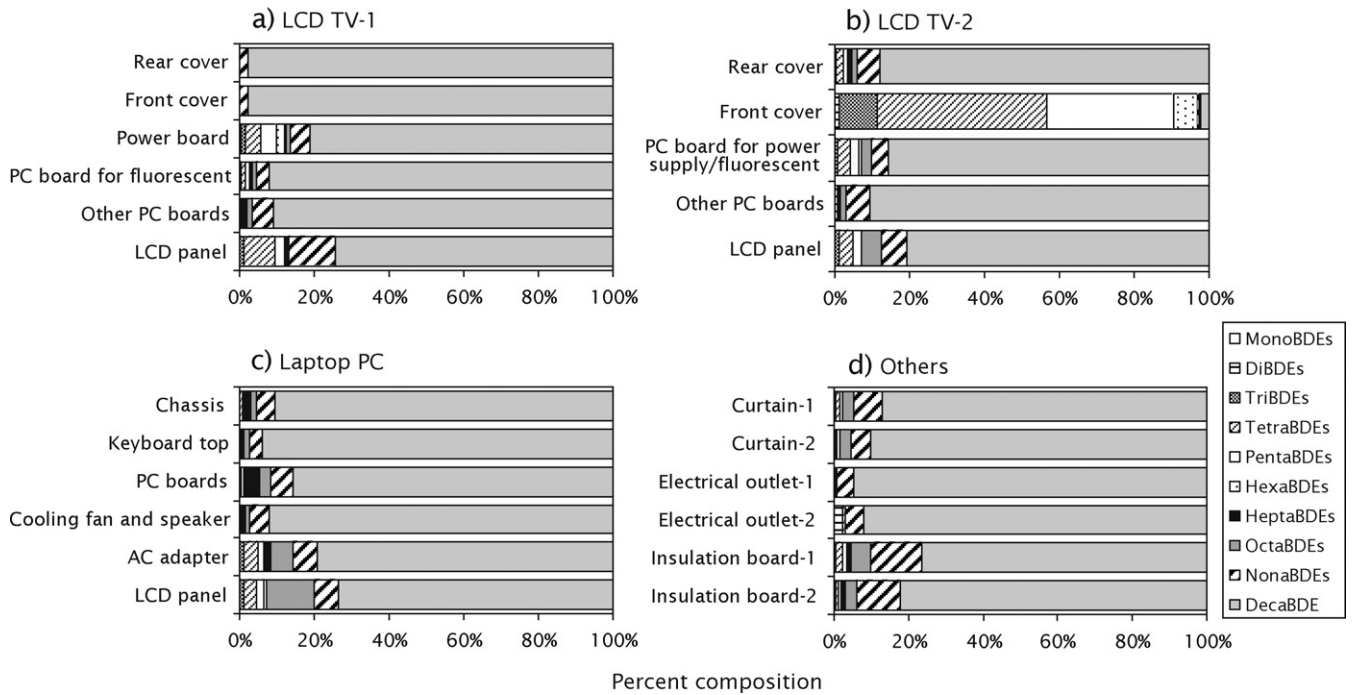 a) LCD TV-1
Rear cover
Front cover
Power board
PC board for fluorescent
Other PC boards
LCD panel
0% 20% 40% 60% 80% 100%
b) LCD TV-2
Rear cover
Front cover
PC board for power
supply/fluorescent
Other PC boards
LCD panel
0% 20% 40% 60% 80% 100%
c) Laptop PC
Chassis
Keyboard top
PC boards
Cooling fan and speaker
AC adapter
LCD panel
0% 20% 40% 60% 80% 100%
d) Others
Curtain-1
Curtain-2
Electrical outlet-1
Electrical outlet-2
Insulation board-1
Insulation board-2
0% 20% 40% 60% 80% 100%
MonoBDEs
DiBDEs
TriBDEs
TetraBDEs
PentaBDEs
HexaBDEs
HeptaBDEs
OctaBDEs
NonaBDEs
DecaBDE
Percent composition